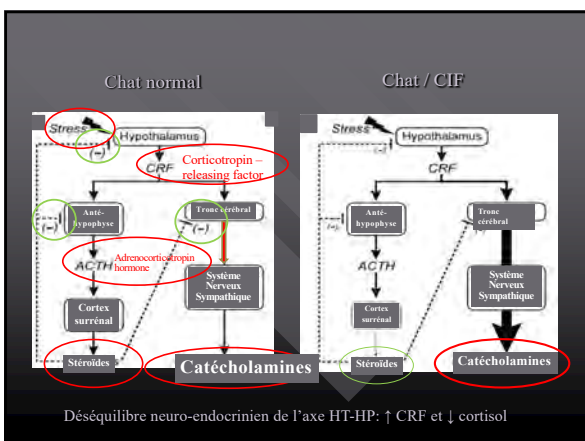 Chat normal
Chat / CIF
Stress
Hypothalamus
(-)
Corticotropin –
releasing factor
CRF
Anté-
hypophyse
(-)
Tronc cérébral
(-)
ACTH
Adrenocorticotropin
hormone
Système
Nerveux
Sympathique
Cortex
surrénal
Stéroïdes
Catécholamines
Stress
Hypothalamus
(-)
CRF
Anté-
hypophyse
(-)
Tronc
cérébral
ACTH
Système
Nerveux
Sympathique
Cortex
surrénal
Stéroïdes
Catécholamines
Déséquilibre neuro-endocrinien de l'axe HT-HP: ↑ CRF et ↓ cortisol